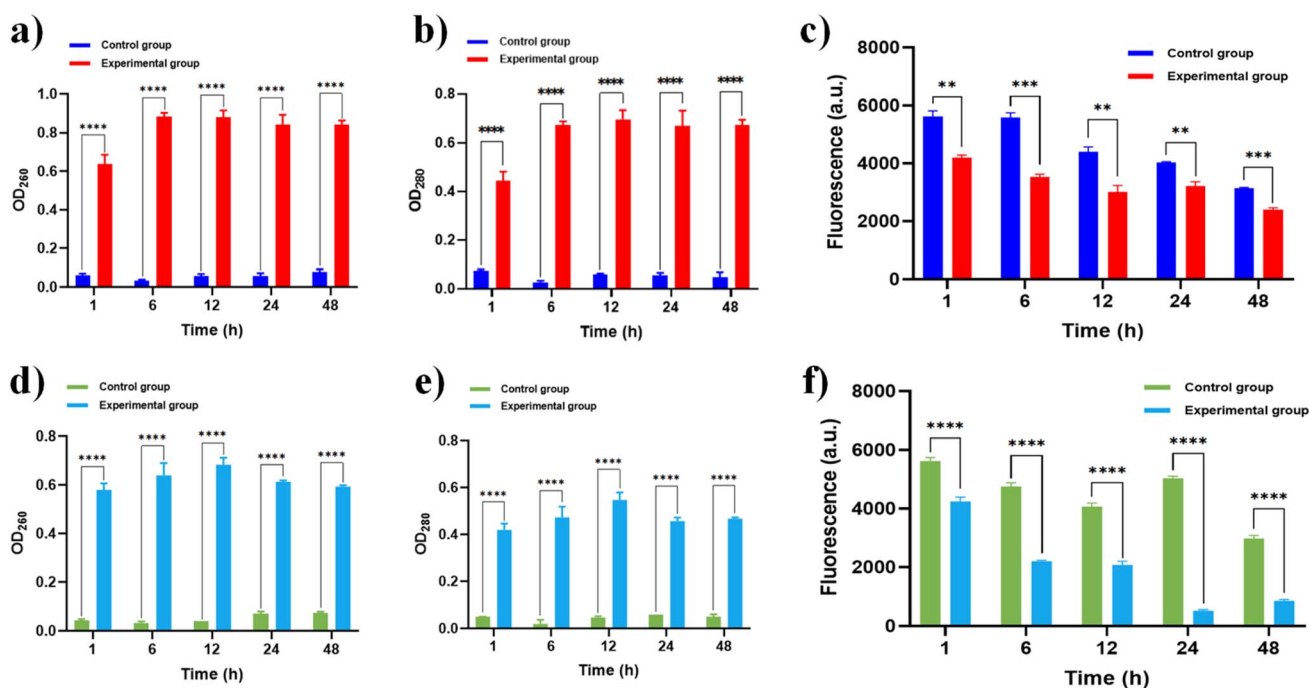 a)
Control group
Experimental group
OD260
1.0
0.8
0.6
0.4
0.2
0.0
****
****
****
****
****
1 6 12 24 48
Time (h)
b)
Control group
Experimental group
OD280
0.8
0.6
0.4
0.2
0.0
****
****
****
****
****
1 6 12 24 48
Time (h)
c)
Control group
Experimental group
Fluorescence (a.u.)
8000
6000
4000
2000
0
**
***
**
**
***
1 6 12 24 48
Time (h)
d)
Control group
Experimental group
OD260
0.8
0.6
0.4
0.2
0.0
****
****
****
****
****
1 6 12 24 48
Time (h)
e)
Control group
Experimental group
OD280
0.8
0.6
0.4
0.2
0.0
****
****
****
****
****
1 6 12 24 48
Time (h)
f)
Control group
Experimental group
Fluorescence (a.u.)
8000
6000
4000
2000
0
****
****
****
****
****
1 6 12 24 48
Time (h)